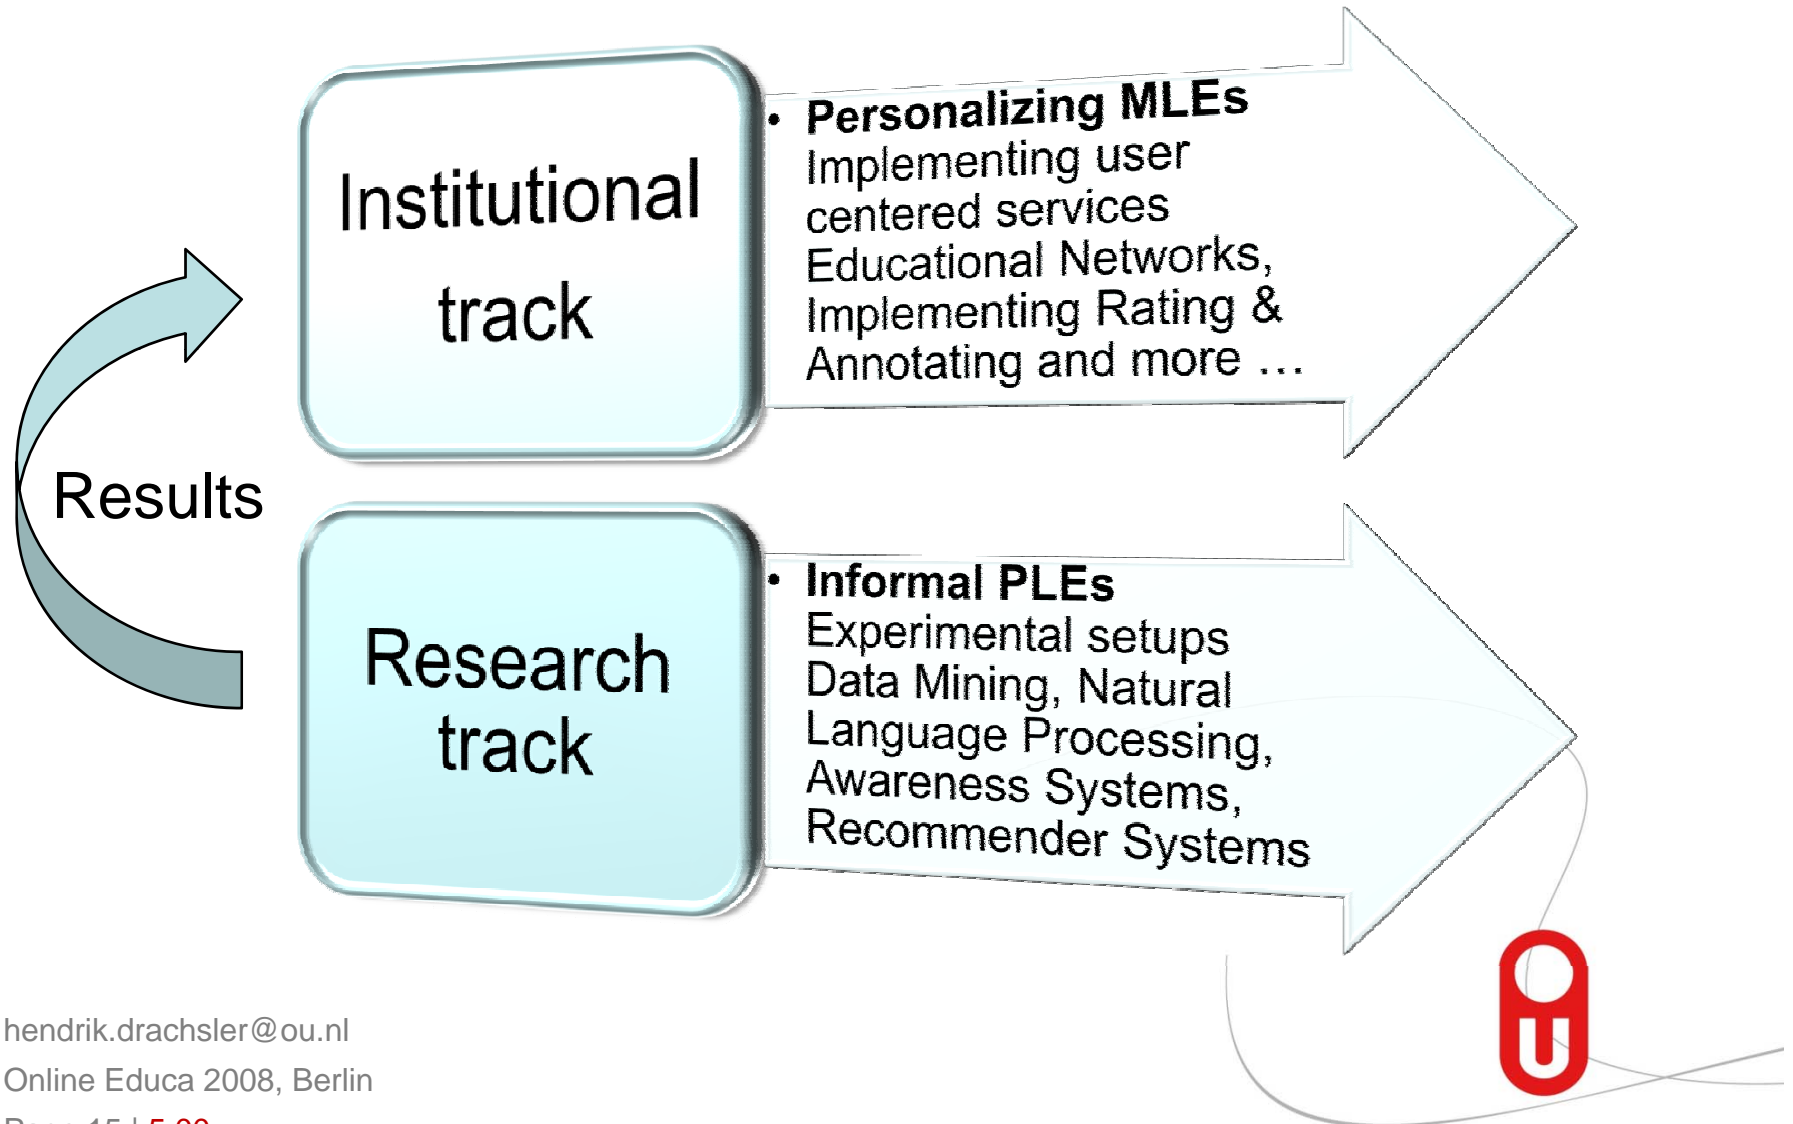 Institutional
track
• Personalizing MLEs
Implementing user
centered services
Educational Networks,
Implementing Rating &
Annotating and more …
Results
Research
track
• Informal PLEs
Experimental setups
Data Mining, Natural
Language Processing,
Awareness Systems,
Recommender Systems
U
hendrik.drachsler@ou.nl
Online Educa 2008, Berlin